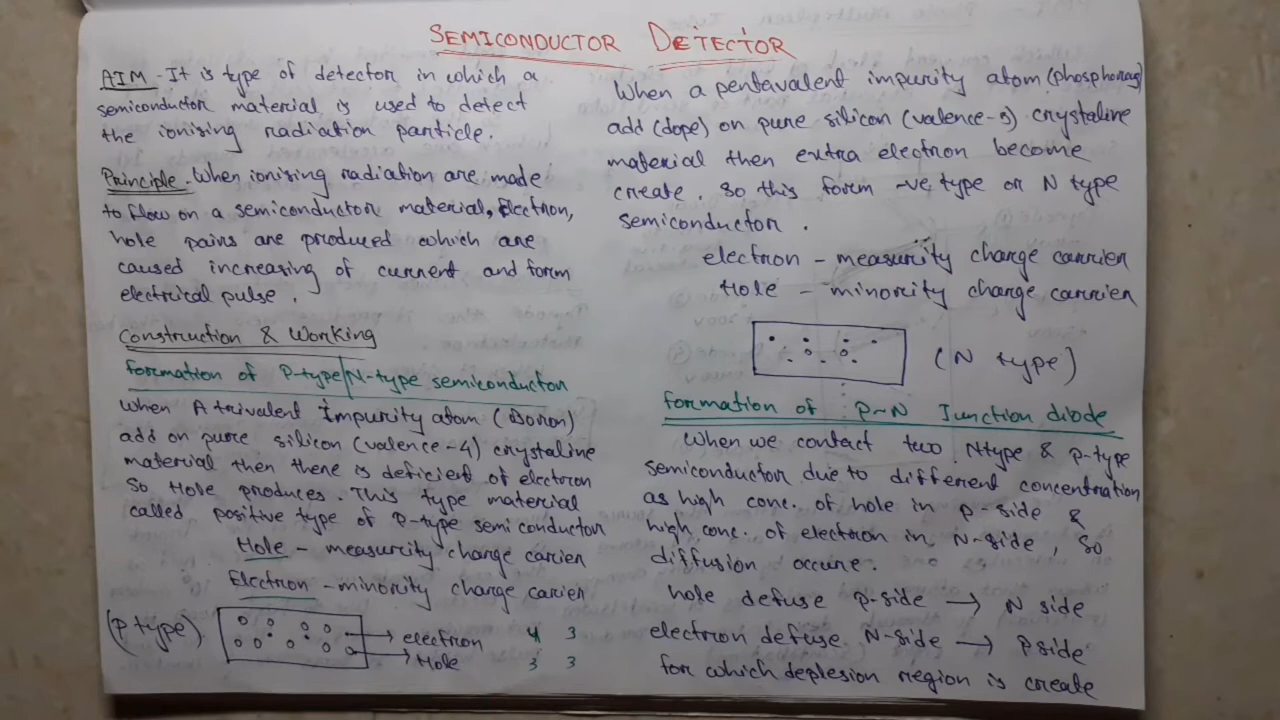 SEMICONDUCTOR DETECTOR
AIM - It is type of detector in which a
semiconductor material is used to detect
the ionising radiation particle.
Principle. When ionising radiation are made
to flow on a semiconductor material, Electron,
hole pairs are produced which are
caused increasing of current and form
electrical pulse.
Construction & Working
formation of P-type/N-type semiconductor
When A trivalent Impurity atom (Boron)
add on pure silicon (valence-4) crystaline
material then there is deficient of electron
So Hole produces. This type material
called positive type of P-type semiconductor
Hole - measurity charge carier
Electron - minority charge carier
(P type)
electron
Hole
4 3
3 3
When a pentavalent impurity atom (phosphorus)
add (dope) on pure silicon (valence-5) crystaline
material then extra electron become
create. So this form -ve type or N type
semiconductor.
electron - measurity charge carrier
Hole - minority charge carrier
(N type)
formation of P-N Junction diode
When we contact two N type & p-type
semiconductor due to different concentration
as high conc. of hole in p-side &
high conc. of electron in N-side, So
diffusion occure.
hole defuse p-side → N side
electron defuse N-side → P side
for which deplesion region is create